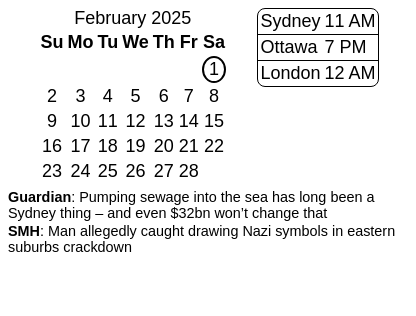 February 2025
Su Mo Tu We Th Fr Sa
1
2 3 4 5 6 7 8
9 10 11 12 13 14 15
16 17 18 19 20 21 22
23 24 25 26 27 28
Sydney 11 AM
Ottawa 7 PM
London 12 AM
Guardian: Pumping sewage into the sea has long been a
Sydney thing – and even $32bn won’t change that
SMH: Man allegedly caught drawing Nazi symbols in eastern
suburbs crackdown